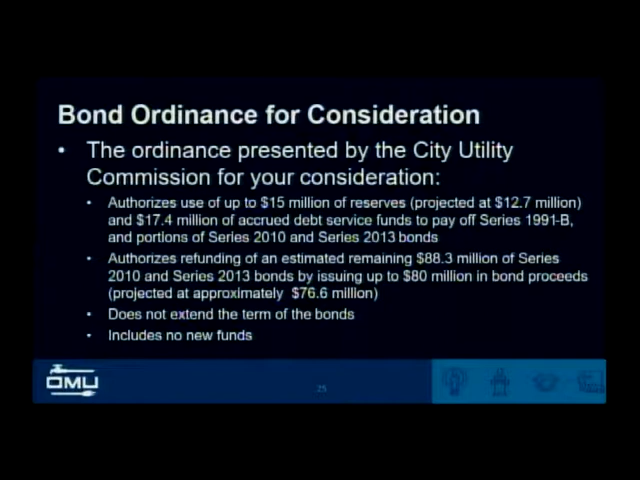 Bond Ordinance for Consideration
• The ordinance presented by the City Utility
Commission for your consideration:
• Authorizes use of up to $15 million of reserves (projected at $12.7 million)
and $17.4 million of accrued debt service funds to pay off Series 1991-B,
and portions of Series 2010 and Series 2013 bonds
• Authorizes refunding of an estimated remaining $88.3 million of Series
2010 and Series 2013 bonds by issuing up to $80 million in bond proceeds
(projected at approximately $76.6 million)
• Does not extend the term of the bonds
• Includes no new funds
OMU
25